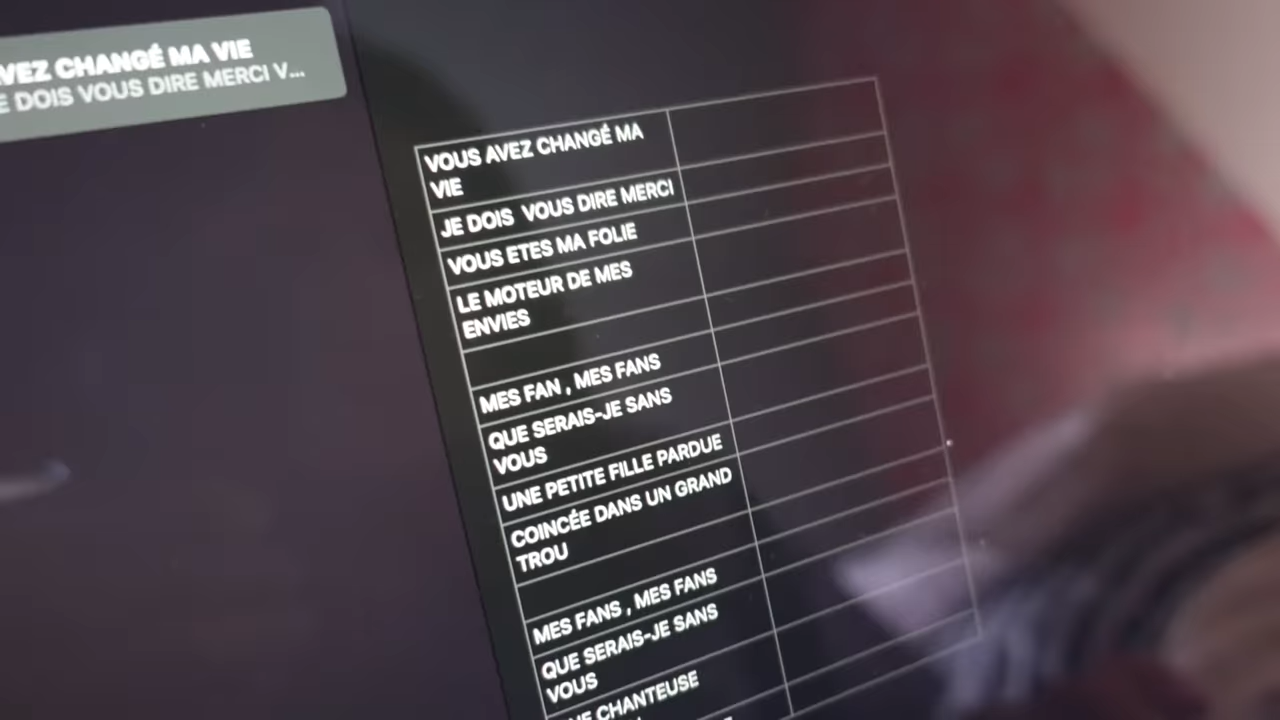 AVEZ CHANGÉ MA VIE
E DOIS VOUS DIRE MERCI V...
VOUS AVEZ CHANGÉ MA
VIE
JE DOIS VOUS DIRE MERCI
VOUS ETES MA FOLIE
LE MOTEUR DE MES
ENVIES
MES FAN , MES FANS
QUE SERAIS-JE SANS
VOUS
UNE PETITE FILLE PARDUE
COINCÉE DANS UN GRAND
TROU
MES FANS , MES FANS
QUE SERAIS-JE SANS
VOUS
CHANTEUSE